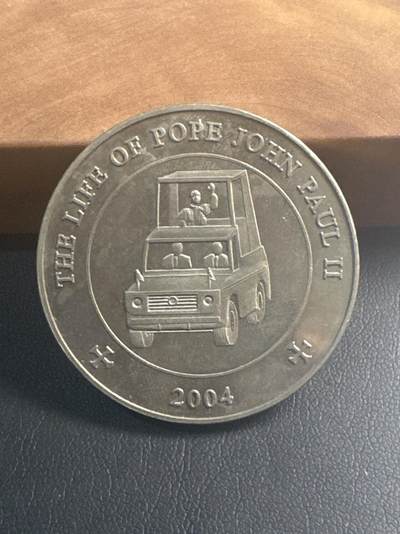 THE LIFE OF POPE JOHN PAUL II
2004